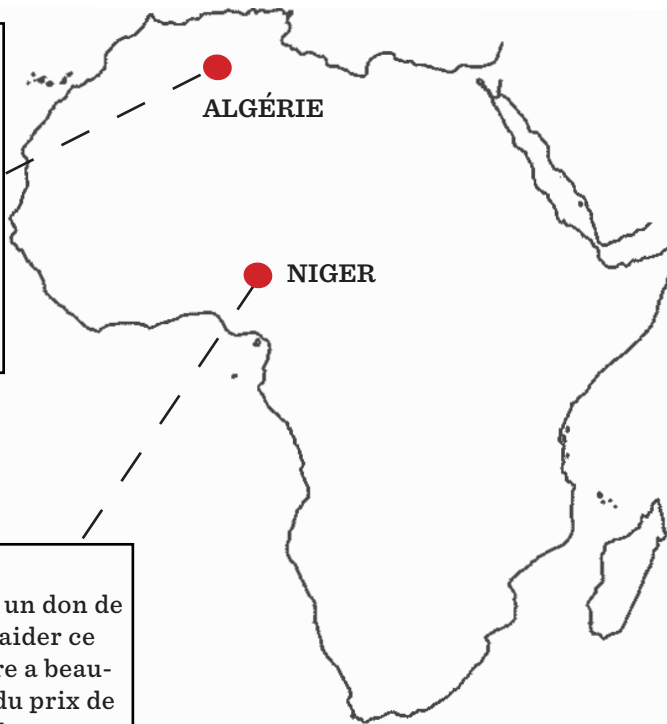 ALGÉRIE
NIGER
un don de
aider ce
re a beau-
du prix de